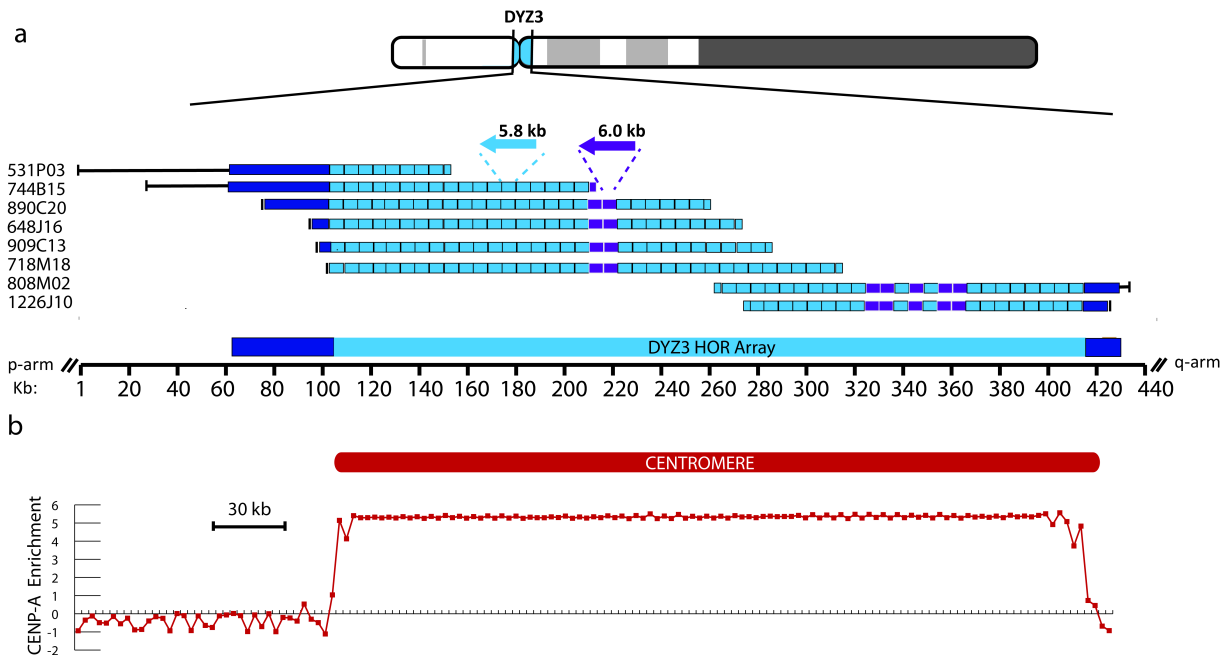 a
DYZ3
5.8 kb
6.0 kb
531P03
744B15
890C20
648J16
909C13
718M18
808M02
1226J10
DYZ3 HOR Array
p-arm
q-arm
Kb:
1 20 40 60 80 100 120 140 160 180 200 220 240 260 280 300 320 340 360 380 400 420 440
b
CENTROMERE
30 kb
CENP-A Enrichment
6
5
4
3
2
1
0
-1
-2